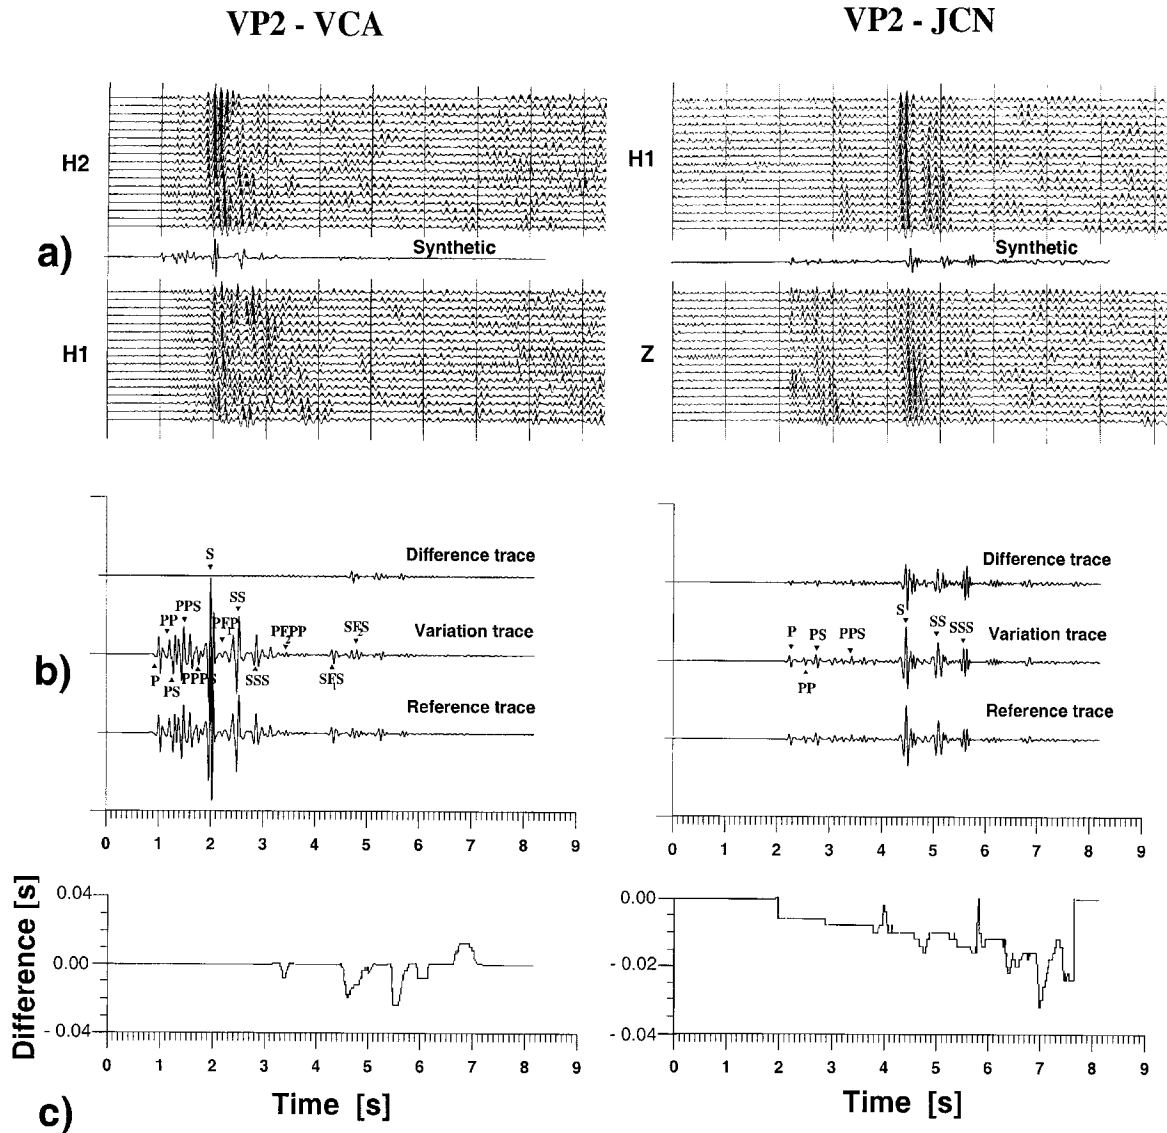 VP2 - VCA
VP2 - JCN
H2
H1
a)
Synthetic
Synthetic
H1
Z
b)
Difference trace
S
PPS
PP
PF1P
SS
PF2PP
SF2S
Variation trace
P
PS
PPPS
SSS
SF1S
Reference trace
0 1 2 3 4 5 6 7 8 9
Difference trace
S
P
PS
PPS
SS
SSS
Variation trace
PP
Reference trace
0 1 2 3 4 5 6 7 8 9
Difference [s]
0.04
0.00
- 0.04
0 1 2 3 4 5 6 7 8 9
Time [s]
0.00
- 0.02
- 0.04
0 1 2 3 4 5 6 7 8 9
Time [s]
c)